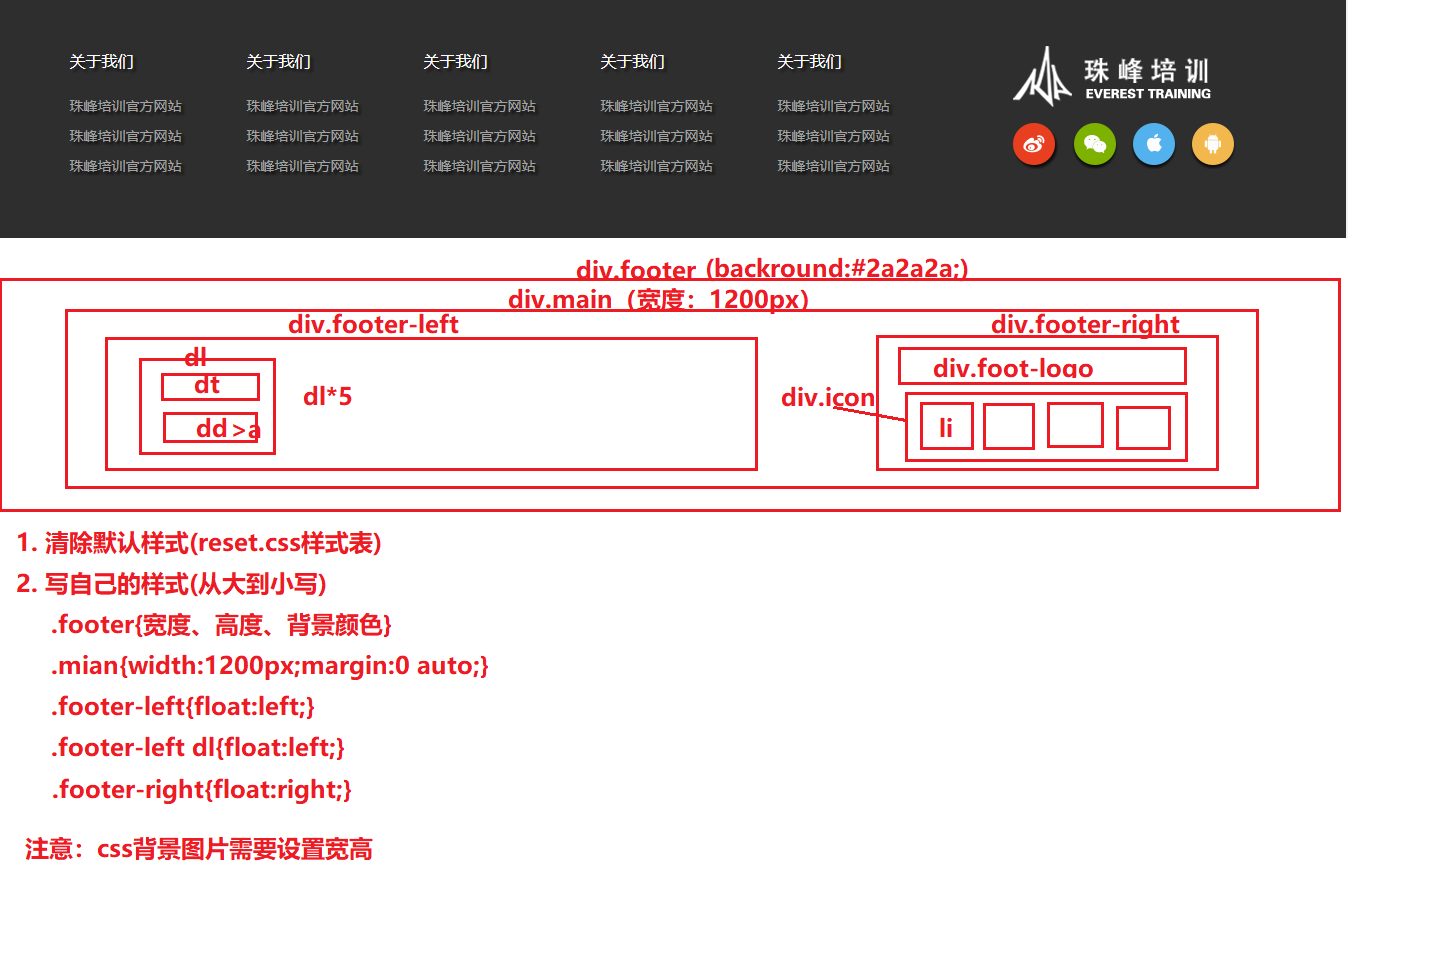 关于我们 关于我们 关于我们 关于我们 关于我们
珠峰培训官方网站 珠峰培训官方网站 珠峰培训官方网站 珠峰培训官方网站 珠峰培训官方网站
珠峰培训官方网站 珠峰培训官方网站 珠峰培训官方网站 珠峰培训官方网站 珠峰培训官方网站
珠峰培训官方网站 珠峰培训官方网站 珠峰培训官方网站 珠峰培训官方网站 珠峰培训官方网站
珠峰培训
EVEREST TRAINING
div.footer (backround:#2a2a2a;)
div.main（宽度：1200px）
div.footer-left
div.footer-right
dl
dt
dd >a
dl*5
div.foot-logo
div.icon
li
1. 清除默认样式(reset.css样式表)
2. 写自己的样式(从大到小写)
.footer{宽度、高度、背景颜色}
.mian{width:1200px;margin:0 auto;}
.footer-left{float:left;}
.footer-left dl{float:left;}
.footer-right{float:right;}
注意：css背景图片需要设置宽高